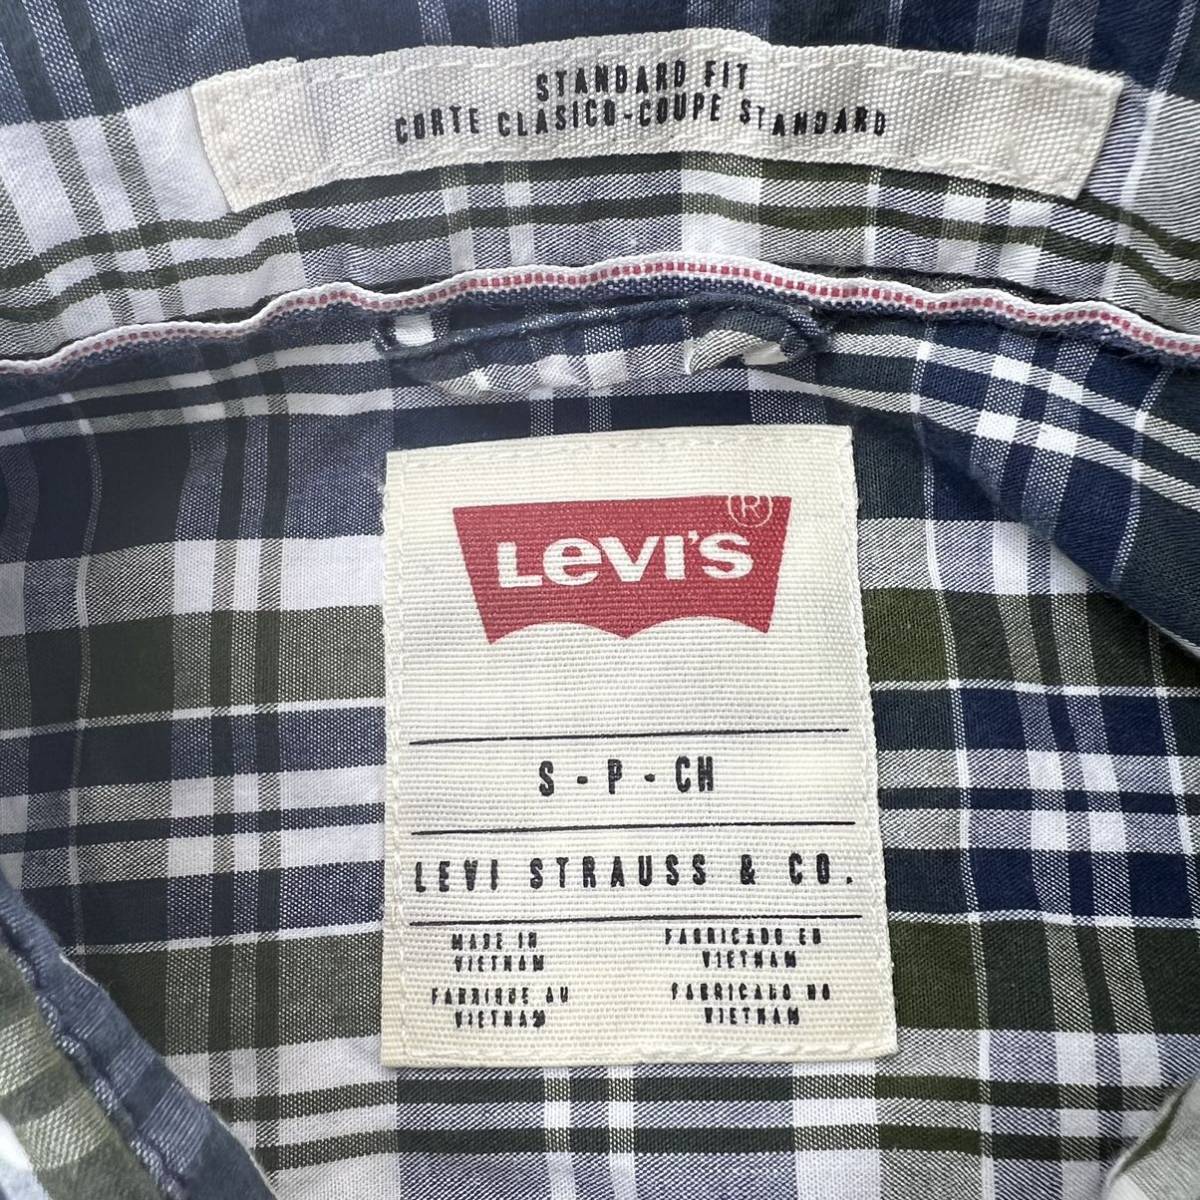 STANDARD FIT
CORTE CLASICO-COUPE STANDARD
LEVI'S ®
S - P - CH
LEVI STRAUSS & CO.
MADE IN
VIETNAM
FABRICADO EN
VIETNAM
FABRIQUE AU
VIETNAM
FABRICADO NO
VIETNAM